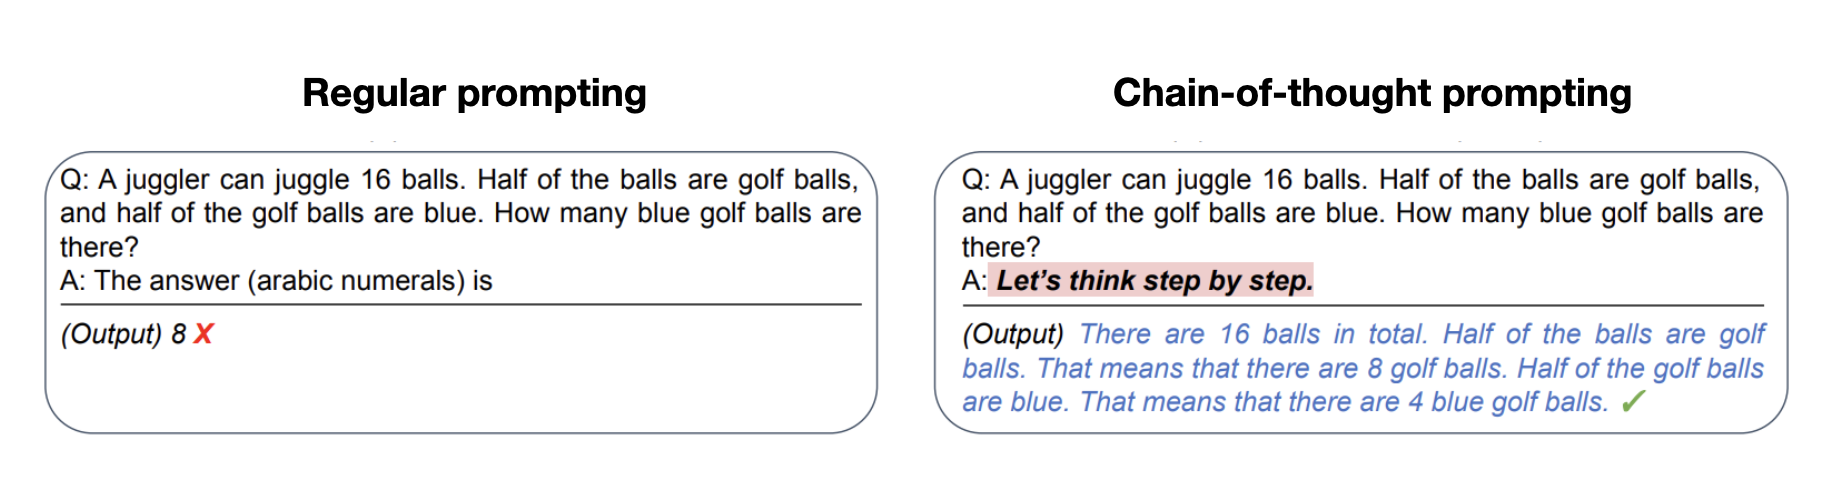 Regular prompting
Q: A juggler can juggle 16 balls. Half of the balls are golf balls,
and half of the golf balls are blue. How many blue golf balls are
there?
A: The answer (arabic numerals) is
(Output) 8 X
Chain-of-thought prompting
Q: A juggler can juggle 16 balls. Half of the balls are golf balls,
and half of the golf balls are blue. How many blue golf balls are
there?
A: Let’s think step by step.
(Output) There are 16 balls in total. Half of the balls are golf
balls. That means that there are 8 golf balls. Half of the golf balls
are blue. That means that there are 4 blue golf balls. ✓